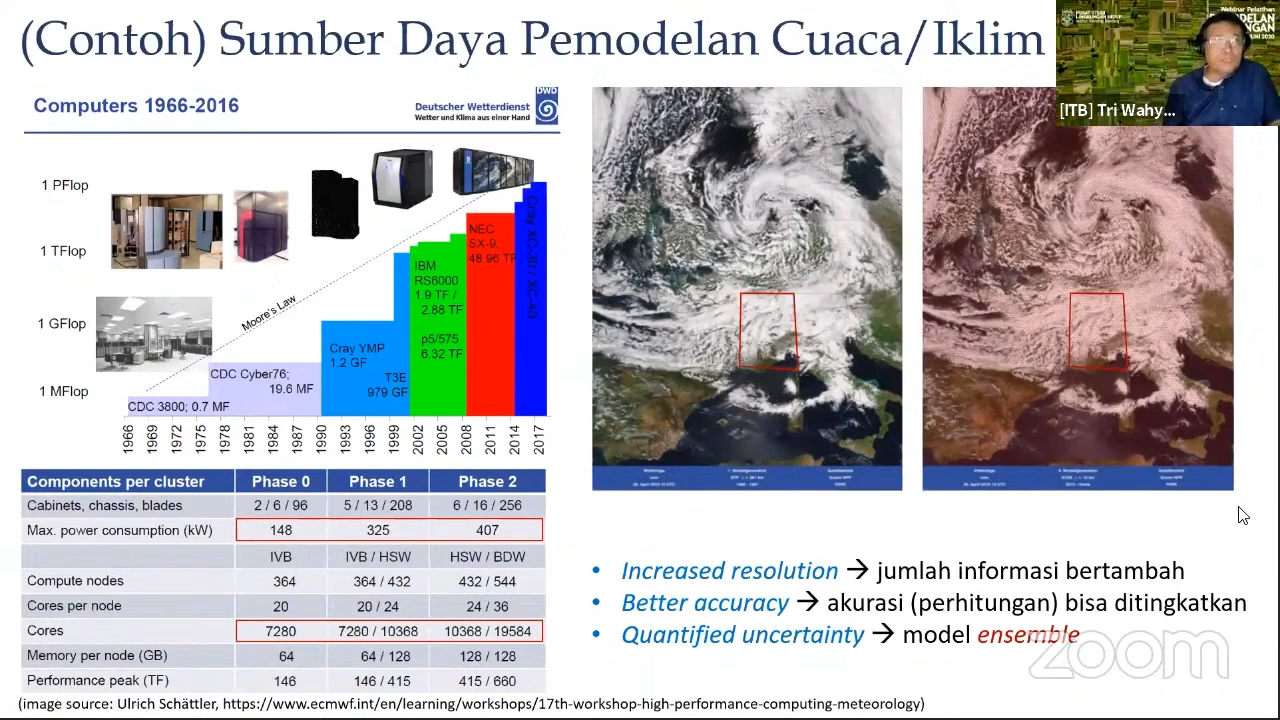 (Contoh) Sumber Daya Pemodelan Cuaca/Iklim
PUSAT STUDI
LINGKUNGAN HIDUP
Webinar Pelatihan
[ITB] Tri Wahy...
Computers 1966-2016
Deutscher Wetterdienst
Wetter und Klima aus einer Hand
DWD
1 PFlop
1 TFlop
1 GFlop
1 MFlop
Moore's Law
CDC 3800; 0.7 MF
CDC Cyber76;
19.6 MF
Cray YMP
1.2 GF
T3E
979 GF
IBM
RS6000
1.9 TF /
2.88 TF
p5/575
6.32 TF
NEC
SX-9,
48 96 TF
Cray XC-30 / XC-40
1966 1969 1972 1975 1978 1981 1984 1987 1990 1993 1996 1999 2002 2005 2008 2011 2014 2017
Components per cluster Phase 0 Phase 1 Phase 2
Cabinets, chassis, blades 2 / 6 / 96 5 / 13 / 208 6 / 16 / 256
Max. power consumption (kW) 148 325 407
IVB IVB / HSW HSW / BDW
Compute nodes 364 364 / 432 432 / 544
Cores per node 20 20 / 24 24 / 36
Cores 7280 7280 / 10368 10368 / 19584
Memory per node (GB) 64 64 / 128 128 / 128
Performance peak (TF) 146 146 / 415 415 / 660
• Increased resolution → jumlah informasi bertambah
• Better accuracy → akurasi (perhitungan) bisa ditingkatkan
• Quantified uncertainty → model ensemble
zoom
(image source: Ulrich Schättler, https://www.ecmwf.int/en/learning/workshops/17th-workshop-high-performance-computing-meteorology)